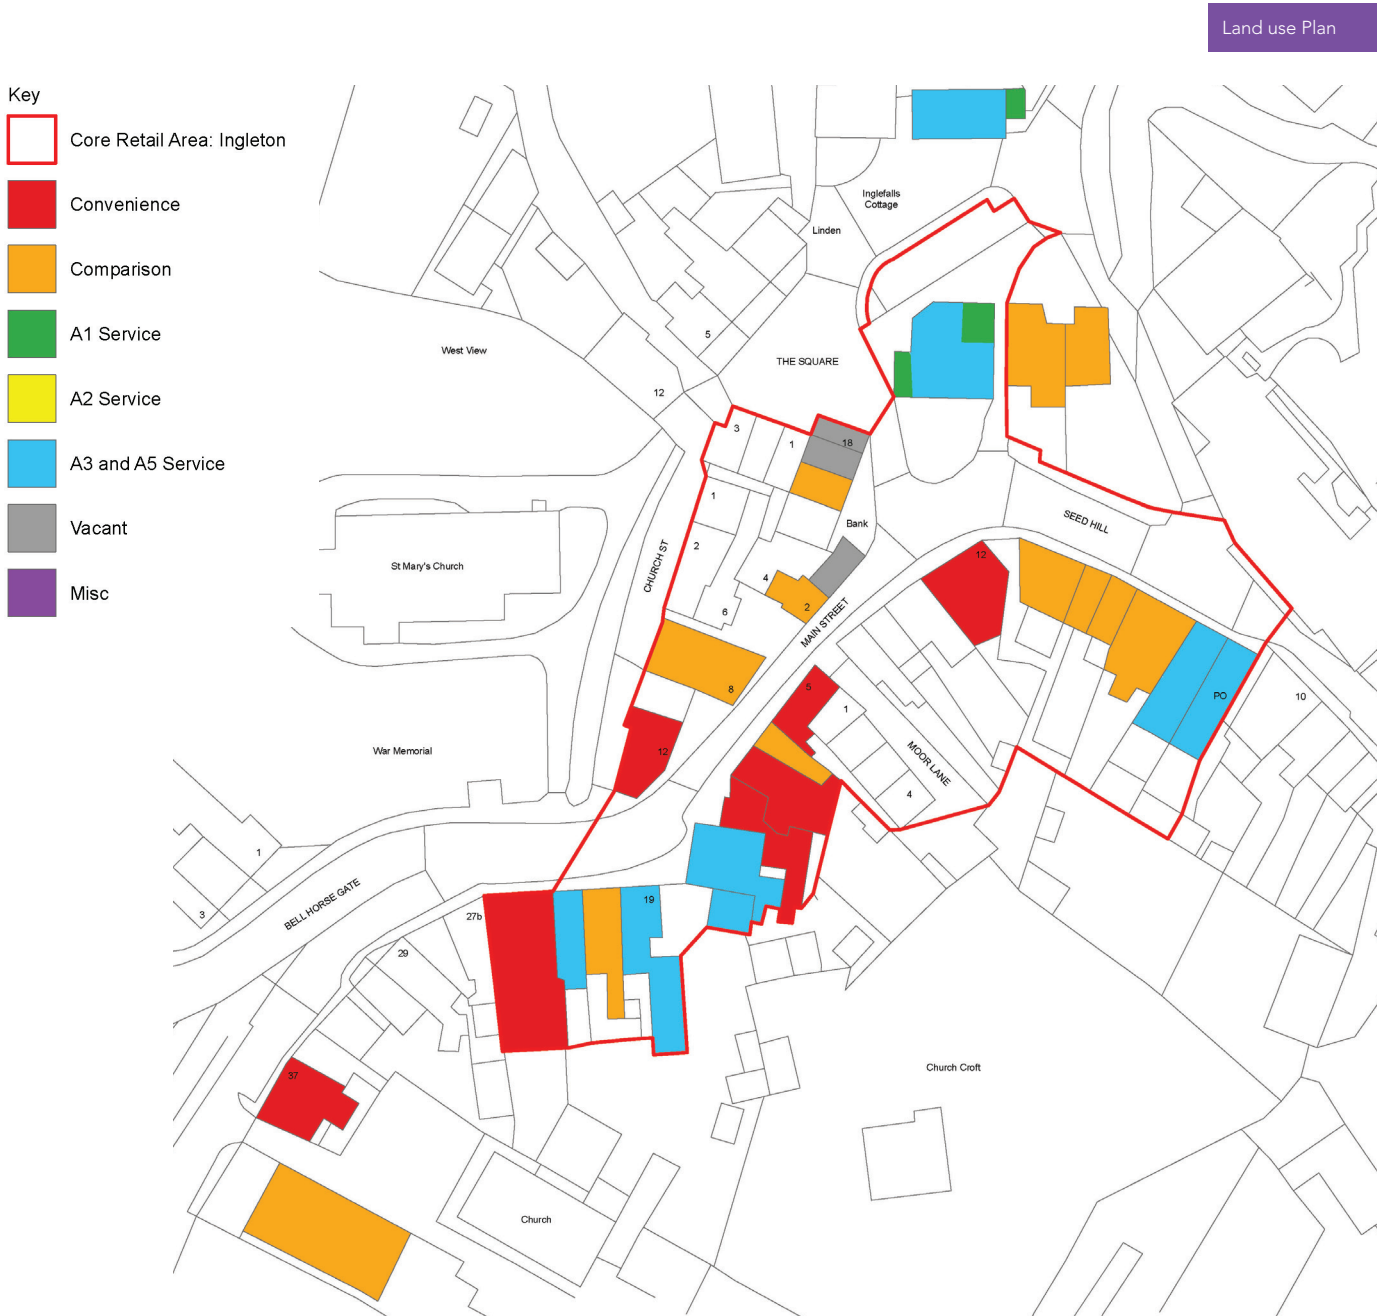 Land use Plan
Key
Core Retail Area: Ingleton
Convenience
Comparison
A1 Service
A2 Service
A3 and A5 Service
Vacant
Misc
Inglefalls
Cottage
Linden
5
West View
THE SQUARE
12
3
1
18
1
Bank
SEED HILL
2
CHURCH ST
St Mary's Church
4
2
6
MAIN STREET
12
8
5
1
PO
10
12
War Memorial
MOOR LANE
4
1
3
BELL HORSE GATE
27b
19
29
37
Church Croft
Church